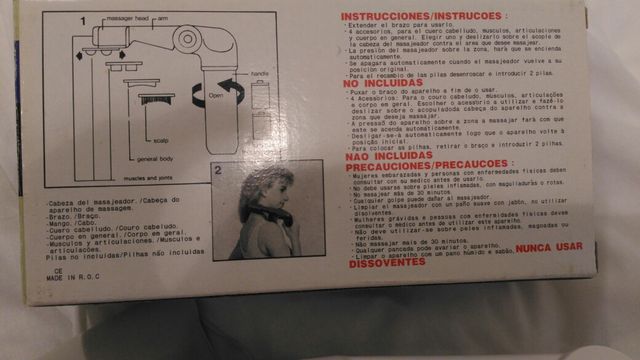 1
massager head
arm
handle
Open
scalp
general body
muscles and joints
2
-Cabeza del masajeador./Cabeça do
aparelho de massagem.
-Brazo./Braço.
-Mango./Cabo.
-Cuero cabeludo./Couro cabeludo.
-Cuerpo en general./Corpo em geral.
-Musculos y articulaciones./Musculos e
articulações.
Pilas no incluidas/Pilhas não incluidas
CE
MADE IN R.O.C
INSTRUCCIONES/INSTRUCOES :
· Extender el brazo para usarlo.
· 4 accesorios, para el cuero cabelludo, músculos, articulaciones
y cuerpo en general. Elegir uno y deslizarlo sobre el acople de
la cabeza del masajeador contra el area que desee masajear.
· La presión del masajeador sobre la zona, hará que se encienda
automáticamente.
· Se apagara automáticamente cuando el masajeador vuelve a su
posición original.
· Para el recambio de las pilas desenroscar e introducir 2 pilas.
NO INCLUIDAS
· Puxar o braco do aparelho a fim de o usar.
· 4 Acessórios: Para o couro cabeludo, músculos, articulações
e corpo em geral. Escolher o acessório a utilizar e fazê-lo
deslizar sobre o acopuladoda cabeça do aparelho contra a
zona que deseja massajar.
· A pressão do aparelho sobre a zona a massajar fará com que
este se acenda automáticamente.
· Desligar-se-á automáticamente logo que o aparelho volte à
posição inicial.
· Para colocar as pilhas, retirar o braço e introduzir 2 pilhas.
NAO INCLUIDAS
PRECAUCIONES/PRECAUCOES :
· Mujeres embarazadas y personas con enfermedades fisicas deben
consultar con su medico antes de usarlo.
· No debe usarse sobre pieles inflamadas, con magulladuras o rotas.
· No masajear más de 30 minutos.
· Cualquier golpe puede dañar al masajeador.
· Limpiar el masajeador con un paño suave con jabón, no utilizar
disolventes.
· Mulheres grávidas e pessoas com enfermidades fisicas devem
consultar o médico antes de utilizar este aparelho.
· Não deve utilizar-se sobre peles inflamadas, magoadas ou
feridas.
· Não massajar mais de 30 minutos.
· Qualquer pancada pode avariar o aparelho.
· Limpar o aparelho com um pano húmido e sabão, NUNCA USAR
DISSOVENTES